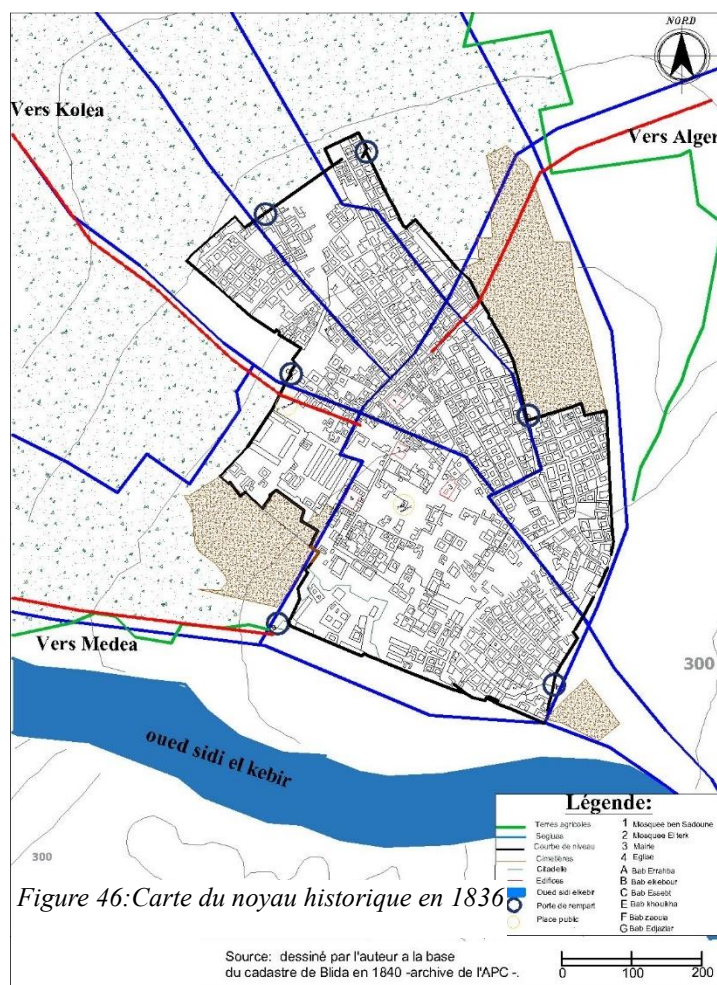 NORD
Vers Kolea
Vers Alger
Vers Medea
300
oued sidi el kebir
300
Légende:
Terres agricoles
Seguias
Courbe de niveau
Cimetières
Citadelle
Edifices
Oued sidi elkebir
Porte de rempart
Place public
1 Mosquee ben Sadoune
2 Mosquee El terk
3 Mairie
4 Eglise
A Bab Errahba
B Bab elkebour
C Bab Essebt
E Bab khouikha
F Bab zaouia
G Bab Edjaziar
Figure 46:Carte du noyau historique en 1836
Source: dessiné par l'auteur a la base
du cadastre de Blida en 1840 -archive de l'APC -.
0 100 200